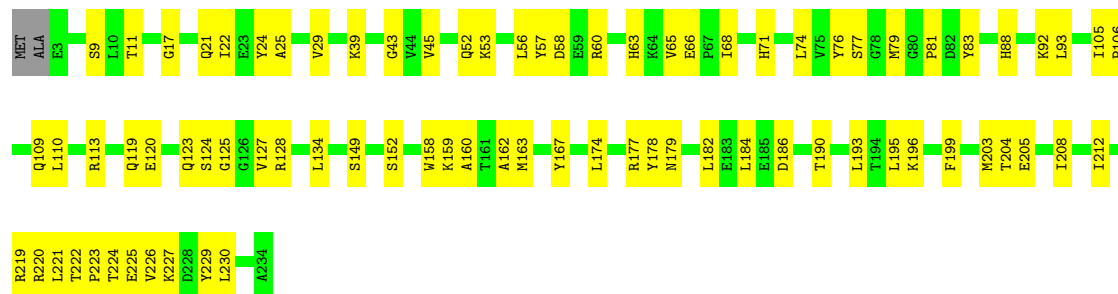 MET ALA E3 S9 L10 T11 G17 Q21 I22 E23 Y24 A25 V29 K39 G43 V44 V45 Q52 K53 L56 Y57 D58 E59 R60 H63 K64 V65 E66 P67 I68 H71 L74 V75 Y76 S77 G78 M79 G80 P81 D82 Y83 H88 K92 L93 I105 P106
Q109 L110 R113 Q119 E120 Q123 S124 G125 G126 V127 R128 L134 S149 S152 W158 K159 A160 T161 A162 M163 Y167 L174 R177 Y178 N179 L182 E183 L184 E185 D186 T190 L193 T194 L195 K196 F199 M203 T204 E205 I208 I212
R219 R220 L221 T222 P223 T224 E225 V226 K227 D228 Y229 L230 A234